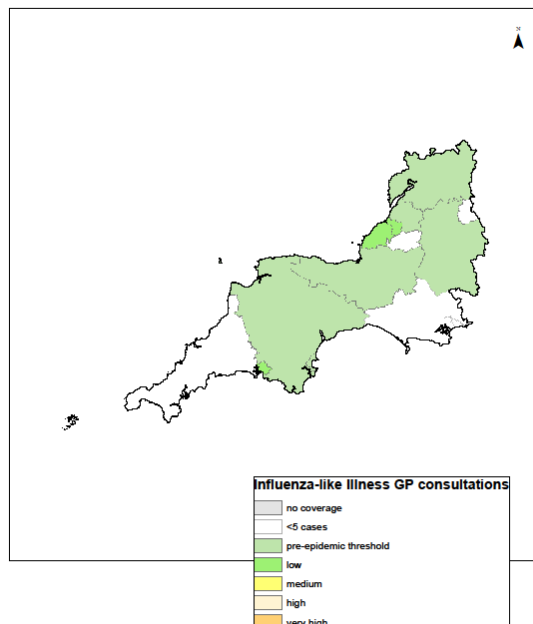 N
Influenza-like Illness GP consultations
no coverage
<5 cases
pre-epidemic threshold
low
medium
high
very high